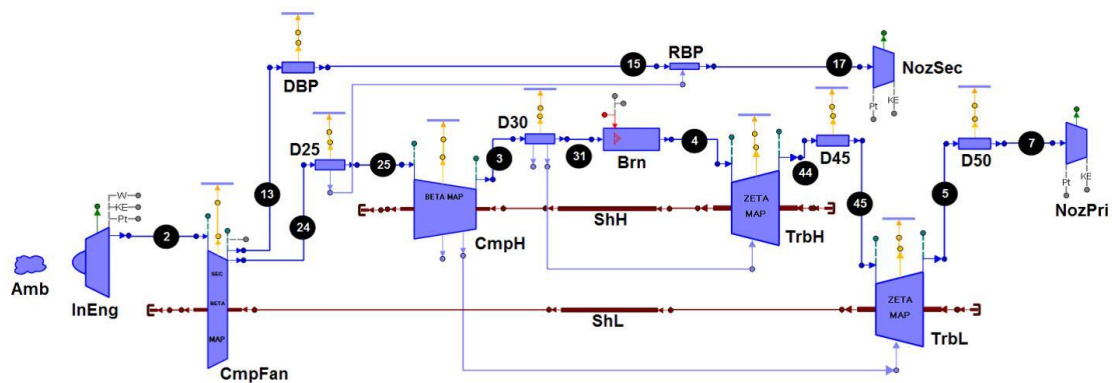 DBP
15
RBP
17
NozSec
Pt
KE
D25
25
D30
3
31
Brn
4
D45
44
D50
7
NozPri
Pt
KE
13
24
W
KE
Pt
2
BETA MAP
CmpH
ShH
ZETA
MAP
TrbH
45
5
Amb
InEng
SEC
BETA
MAP
CmpFan
ShL
ZETA
MAP
TrbL